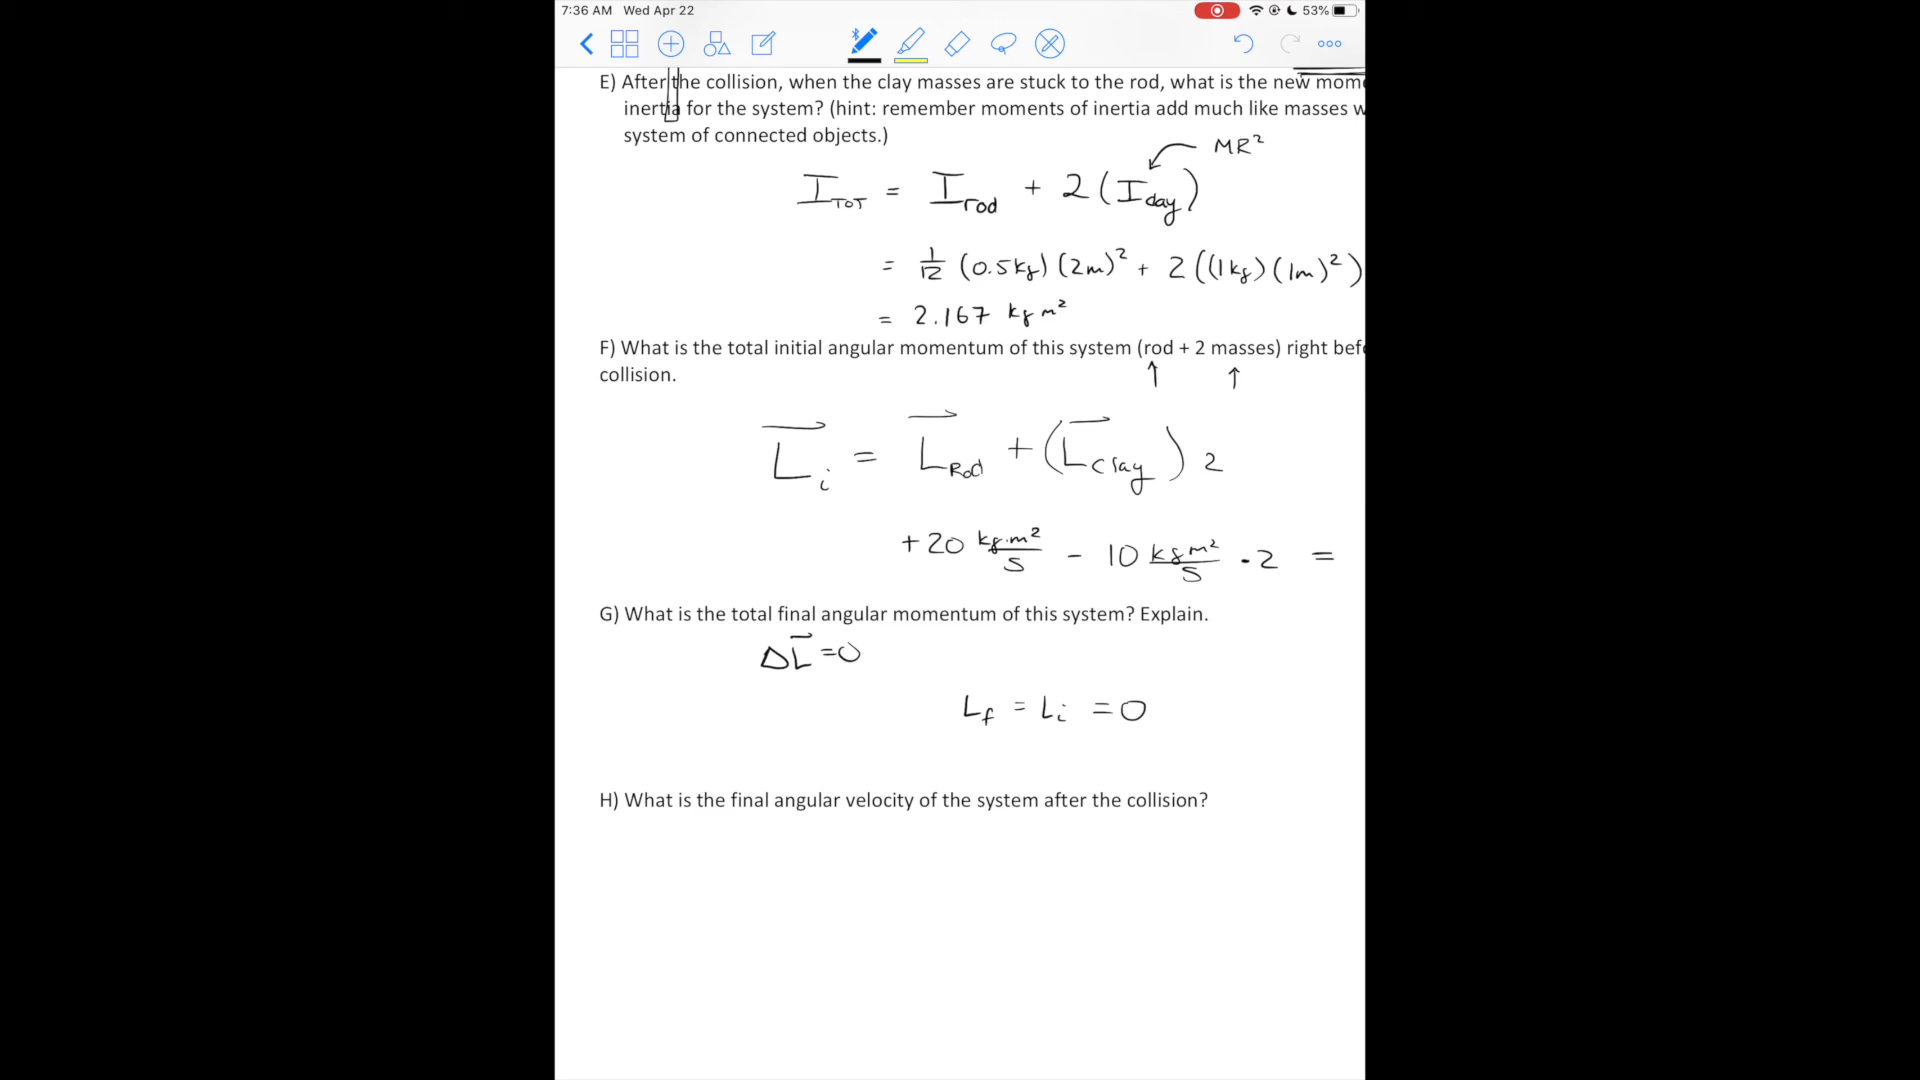 7:36 AM Wed Apr 22 53%
E) After the collision, when the clay masses are stuck to the rod, what is the new mome
inertia for the system? (hint: remember moments of inertia add much like masses w
system of connected objects.)
MR²
I_TOT = I_rod + 2 (I_clay)
= 1/12 (0.5kg) (2m)² + 2 ((1kg) (1m)²)
= 2.167 kg m²
F) What is the total initial angular momentum of this system (rod + 2 masses) right befo
collision.
↑ ↑
L⃗_i = L⃗_Rod + (L⃗_Clay) 2
+20 kg·m²/s - 10 kg m²/s · 2 =
G) What is the total final angular momentum of this system? Explain.
ΔL⃗ = 0
L_f = L_i = 0
H) What is the final angular velocity of the system after the collision?